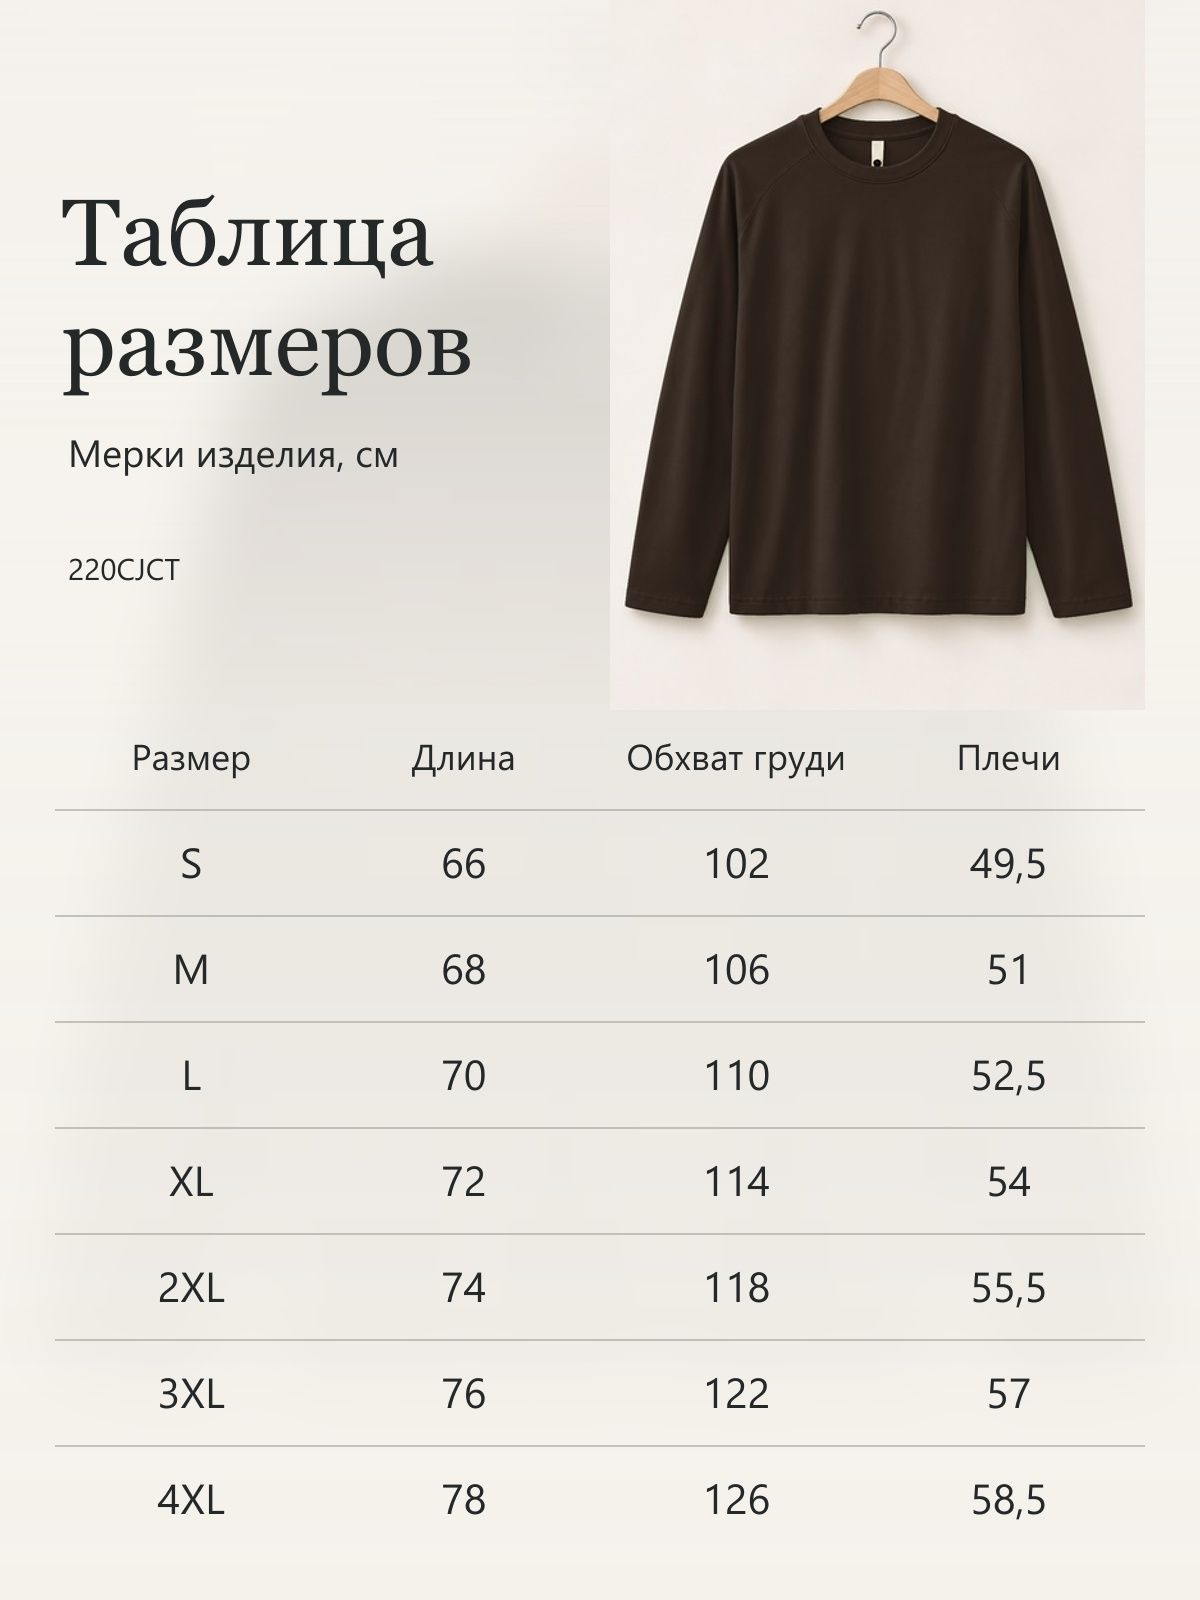 Таблица
размеров
Мерки изделия, см
220CJCT
Размер Длина Обхват груди Плечи
S 66 102 49,5
M 68 106 51
L 70 110 52,5
XL 72 114 54
2XL 74 118 55,5
3XL 76 122 57
4XL 78 126 58,5